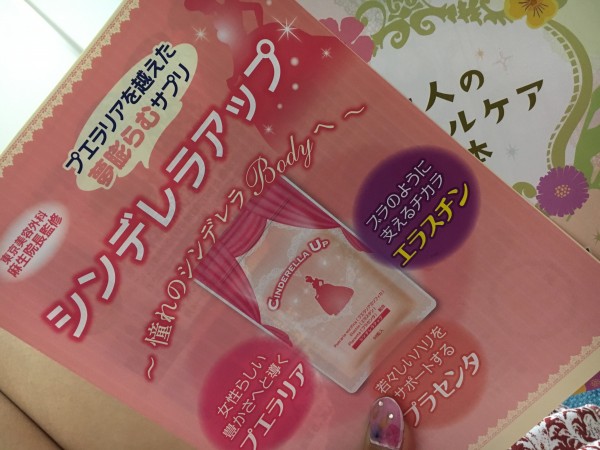 プエラリアを越えた
夢膨らむサプリ
東京美容外科
麻生院長監修
シンデレラアップ
～憧れのシンデレラBodyへ～
CINDERELLA UP
ブラのように
支えるチカラ
エラスチン
女性らしい
豊かさへと導く
プエラリア
若々しいハリを
サポートする
プラセンタ
人の
ルケア